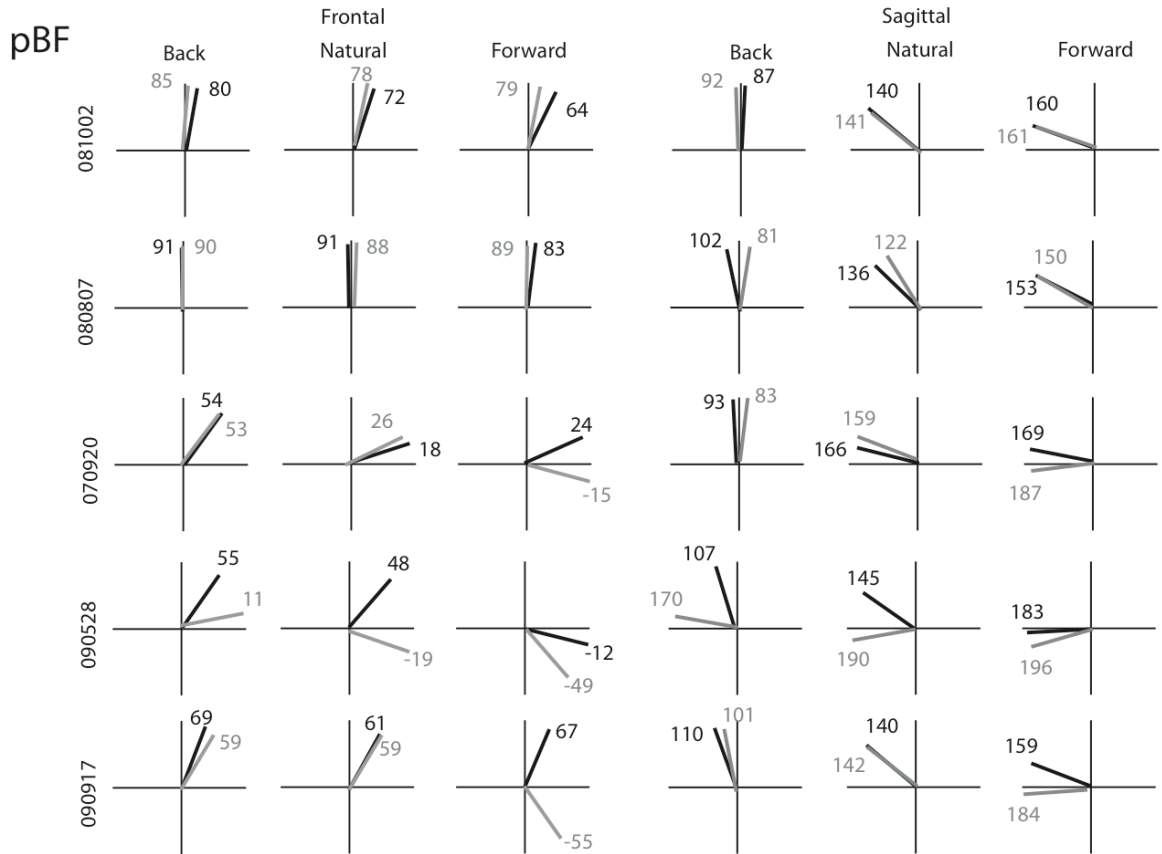 pBF
Frontal Sagittal
Back Natural Forward Back Natural Forward
081002
85 80 78 72 79 64 92 87 140 141 160 161
080807
91 90 91 88 89 83 102 81 122 136 150 153
070920
54 53 26 18 24 -15 93 83 159 166 169 187
090528
55 11 48 -19 -12 -49 107 170 145 190 183 196
090917
69 59 61 59 67 -55 110 101 140 142 159 184